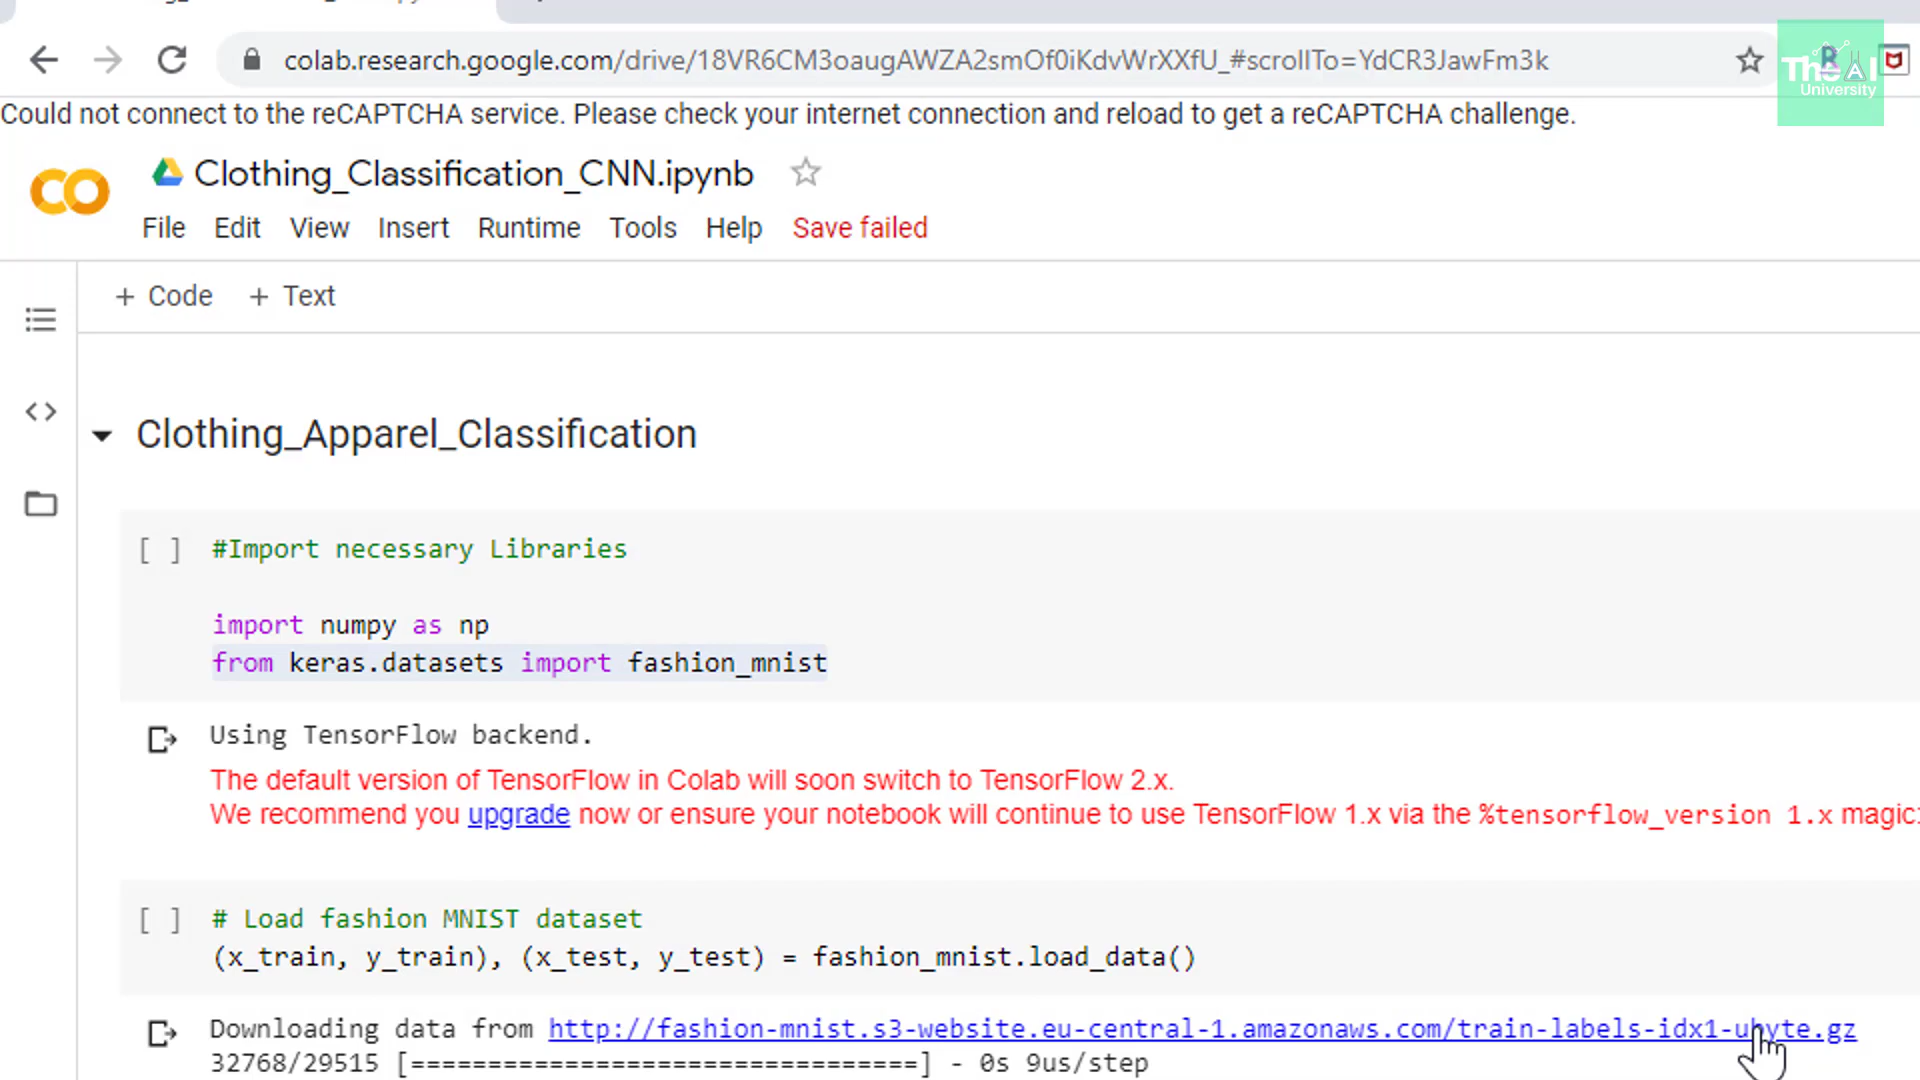 colab.research.google.com/drive/18VR6CM3oaugAWZA2smOf0iKdvWrXXfU_#scrollTo=YdCR3JawFm3k
The AI
University
Could not connect to the reCAPTCHA service. Please check your internet connection and reload to get a reCAPTCHA challenge.
CO
Clothing_Classification_CNN.ipynb
File Edit View Insert Runtime Tools Help Save failed
+ Code + Text
Clothing_Apparel_Classification
[ ] #Import necessary Libraries
import numpy as np
from keras.datasets import fashion_mnist
Using TensorFlow backend.
The default version of TensorFlow in Colab will soon switch to TensorFlow 2.x.
We recommend you upgrade now or ensure your notebook will continue to use TensorFlow 1.x via the %tensorflow_version 1.x magic:
[ ] # Load fashion MNIST dataset
(x_train, y_train), (x_test, y_test) = fashion_mnist.load_data()
Downloading data from http://fashion-mnist.s3-website.eu-central-1.amazonaws.com/train-labels-idx1-ubyte.gz
32768/29515 [=================================] - 0s 9us/step